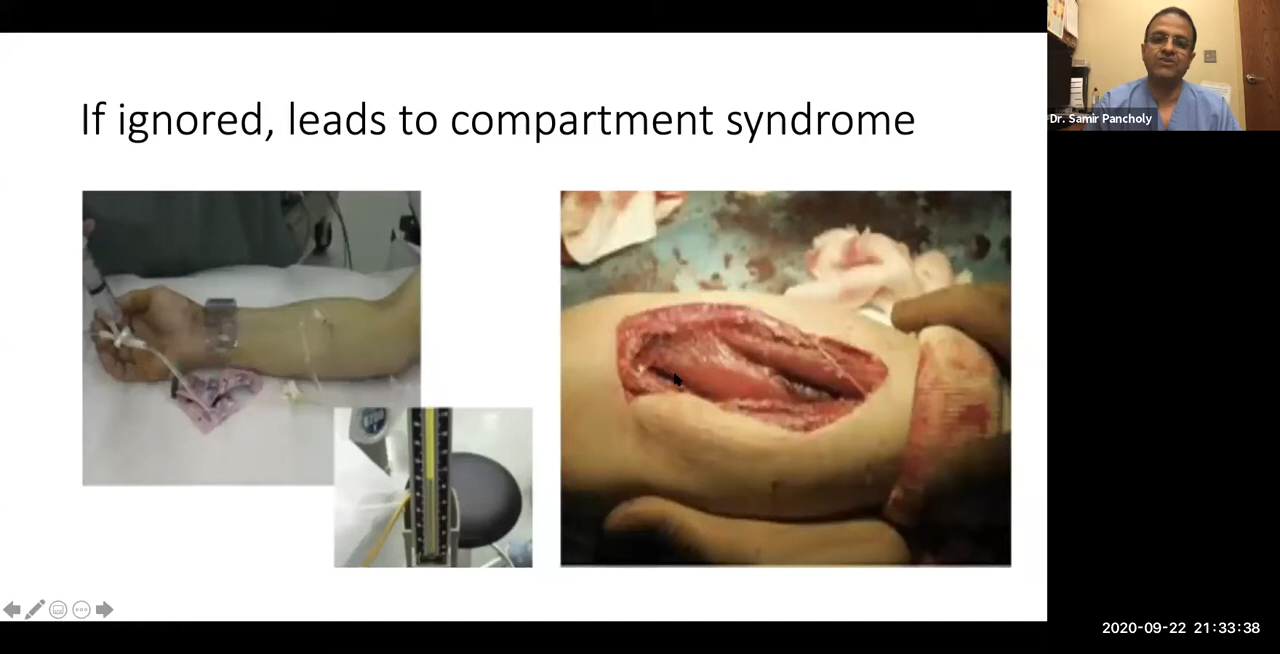 If ignored, leads to compartment syndrome
Dr. Samir Pancholy
2020-09-22 21:33:38